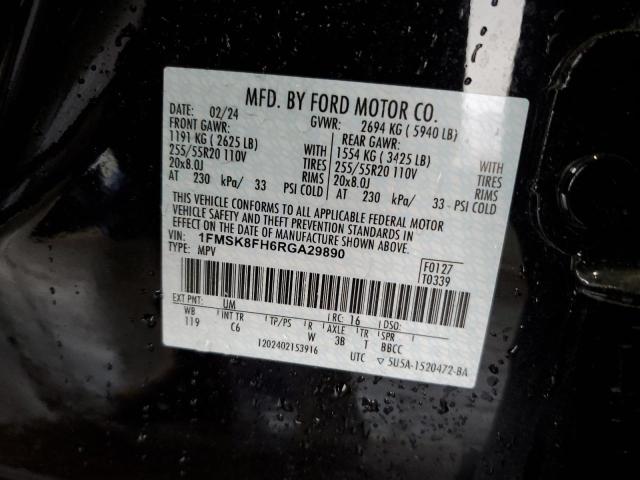 MFD. BY FORD MOTOR CO.
DATE: 02/24 GVWR: 2694 KG ( 5940 LB)
FRONT GAWR: REAR GAWR:
1191 KG ( 2625 LB) WITH 1554 KG ( 3425 LB) WITH
255/55R20 110V TIRES 255/55R20 110V TIRES
20x8.0J RIMS 20x8.0J RIMS
AT 230 kPa/ 33 PSI COLD AT 230 kPa/ 33 PSI COLD
THIS VEHICLE CONFORMS TO ALL APPLICABLE FEDERAL MOTOR
VEHICLE SAFETY AND THEFT PREVENTION STANDARDS IN
EFFECT ON THE DATE OF MANUFACTURE SHOWN ABOVE.
VIN: 1FMSK8FH6RGA29890
TYPE: MPV
F0127
T0339
EXT PNT: UM RC: 16 DSO:
WB INT TR TP/PS R AXLE TR SPR
119 C6 W 3B T BBCC
1202402153916 UTC ▽ 5U5A-1520472-BA